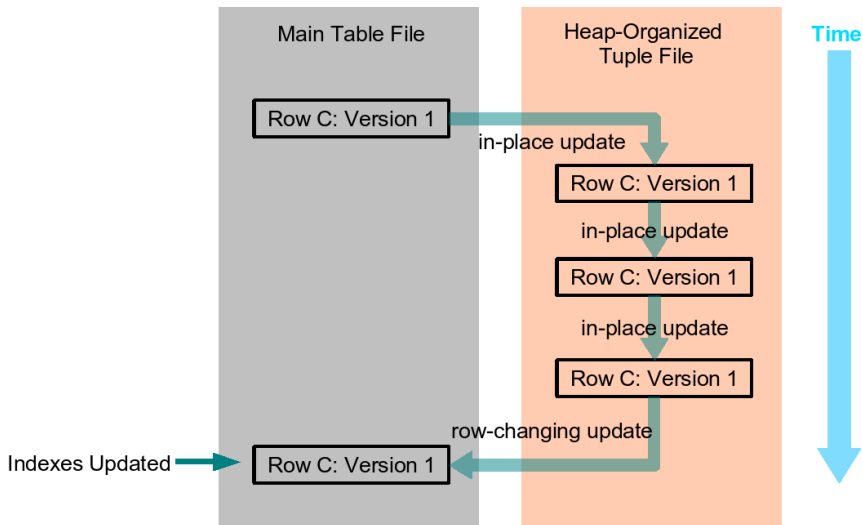 Main Table File
Heap-Organized
Tuple File
Time
Row C: Version 1
in-place update
Row C: Version 1
in-place update
Row C: Version 1
in-place update
Row C: Version 1
row-changing update
Indexes Updated
Row C: Version 1